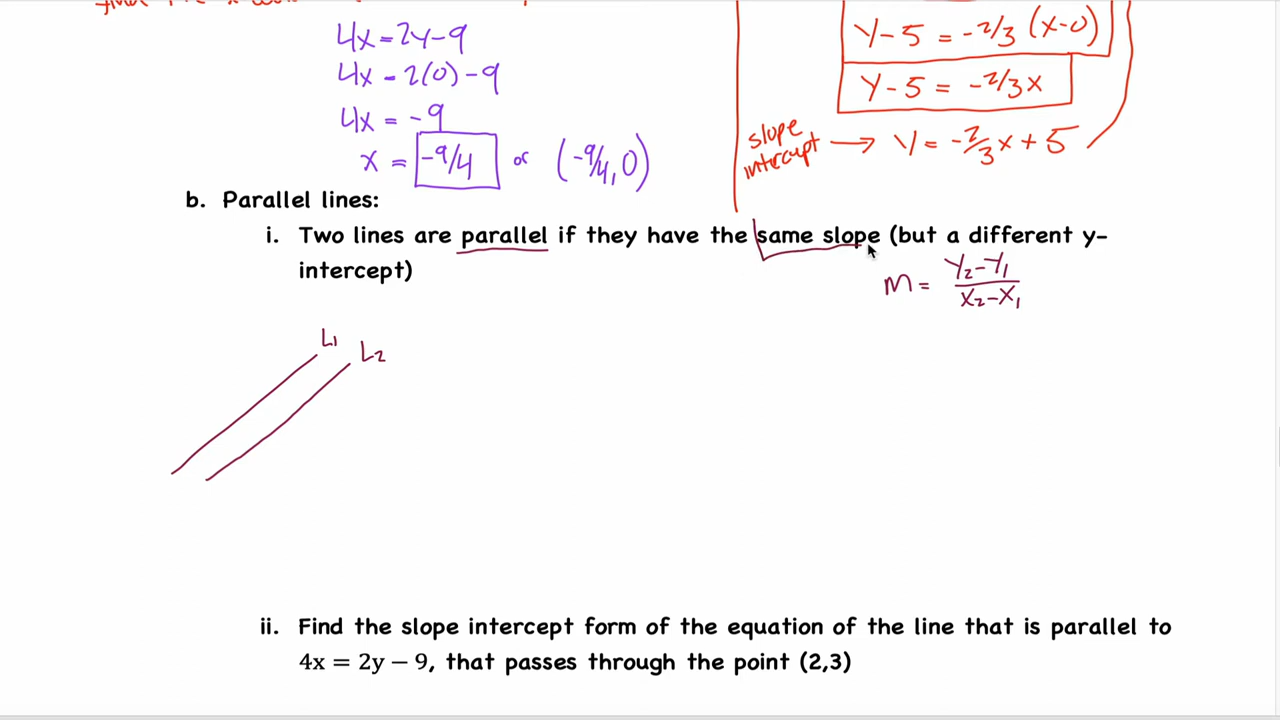 4x = 2y - 9
4x = 2(0) - 9
4x = -9
x = -9/4 or (-9/4, 0)
y - 5 = -2/3 (x-0)
y - 5 = -2/3 x
slope
intercept → y = -2/3 x + 5
b. Parallel lines:
i. Two lines are parallel if they have the same slope (but a different y-
intercept)
m = y₂-y₁ / x₂-x₁
L₁
L₂
ii. Find the slope intercept form of the equation of the line that is parallel to
4x = 2y − 9, that passes through the point (2,3)